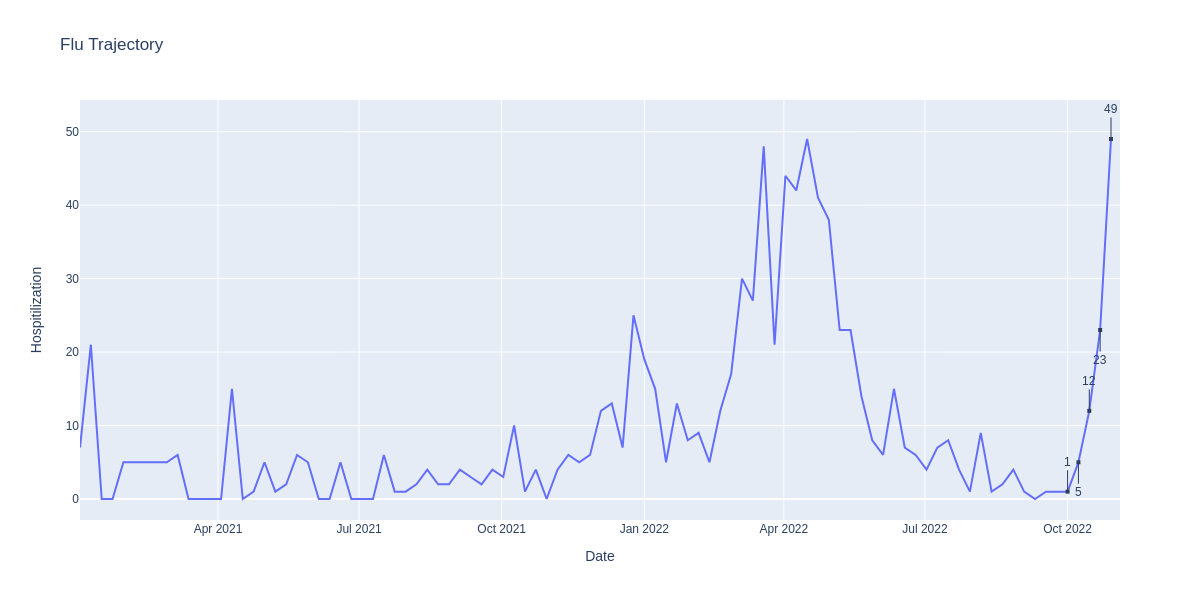 Flu Trajectory
49
50
40
30
23
20
12
10
1
5
0
Hospitilization
Apr 2021
Jul 2021
Oct 2021
Jan 2022
Apr 2022
Jul 2022
Oct 2022
Date